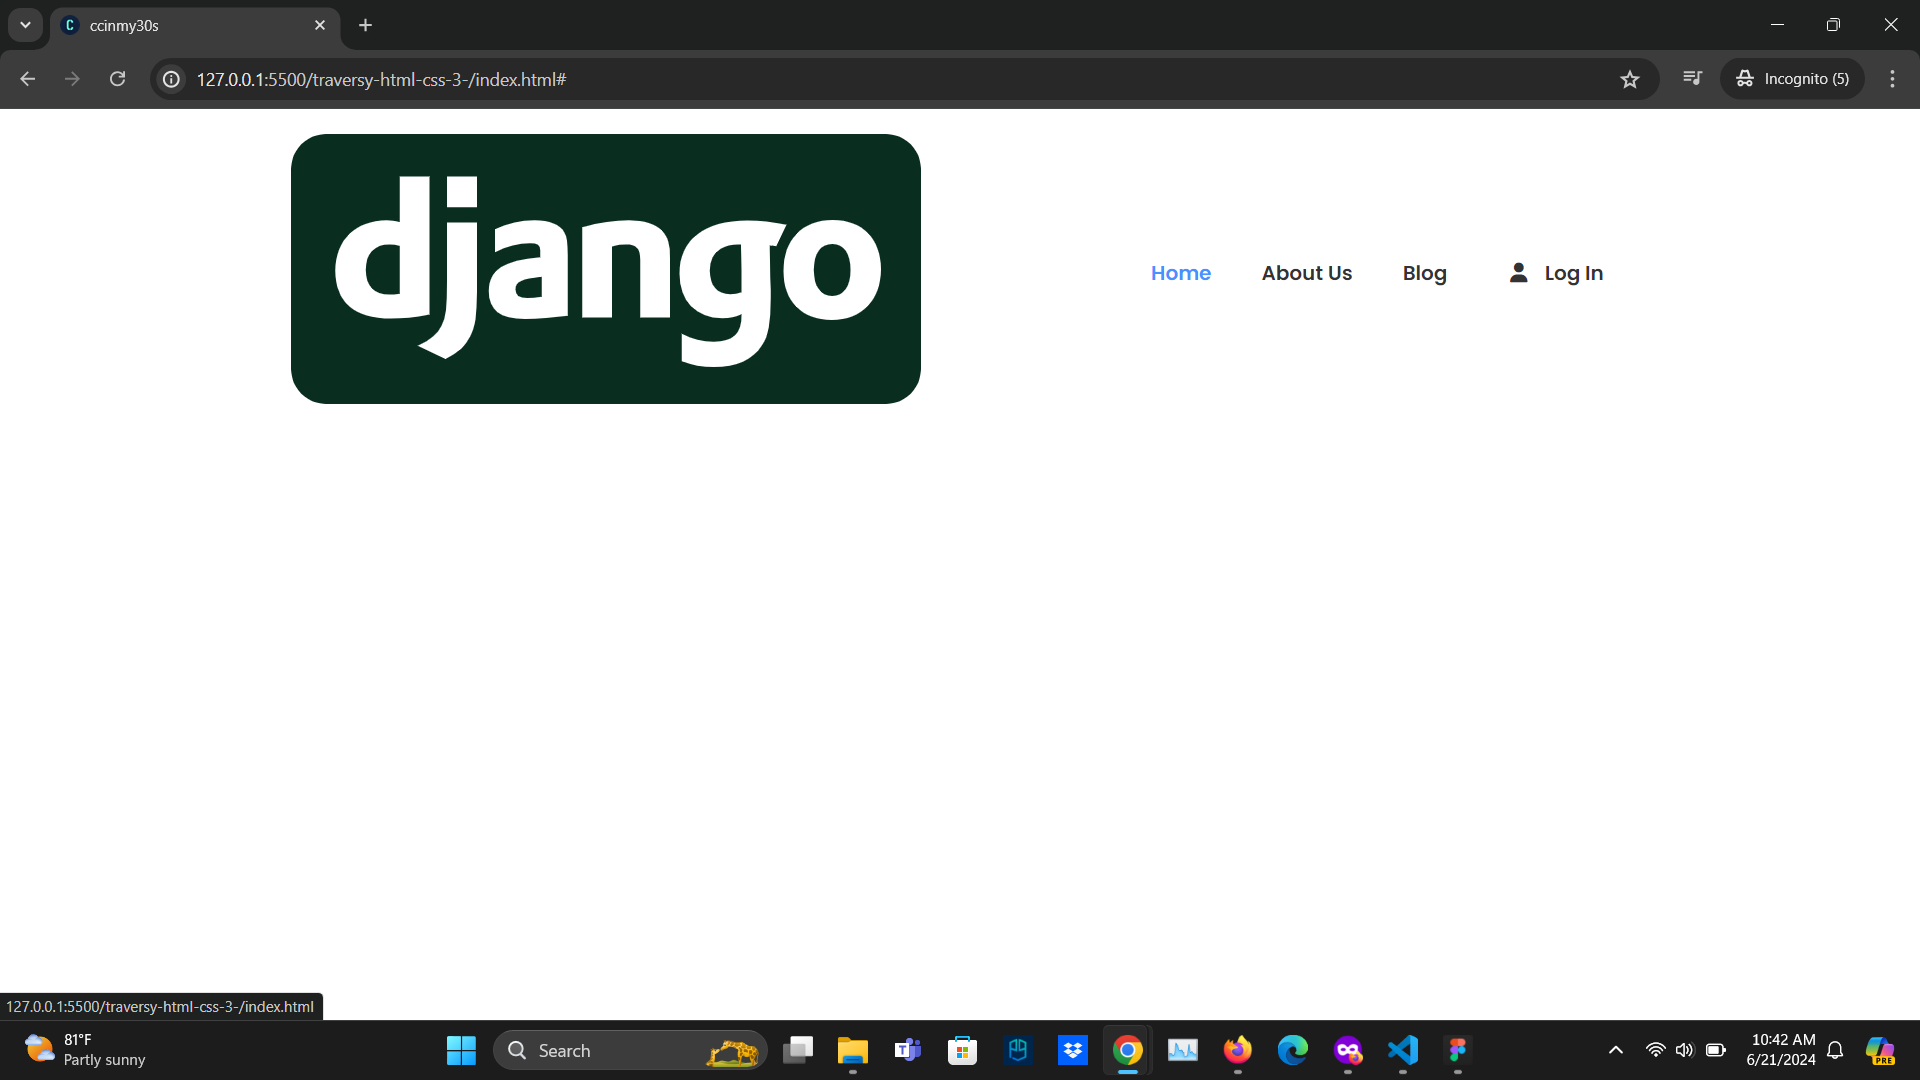 ccinmy30s
127.0.0.1:5500/traversy-html-css-3-/index.html#
Incognito (5)
django
Home
About Us
Blog
Log In
127.0.0.1:5500/traversy-html-css-3-/index.html
81°F
Partly sunny
Search
10:42 AM
6/21/2024
PRE